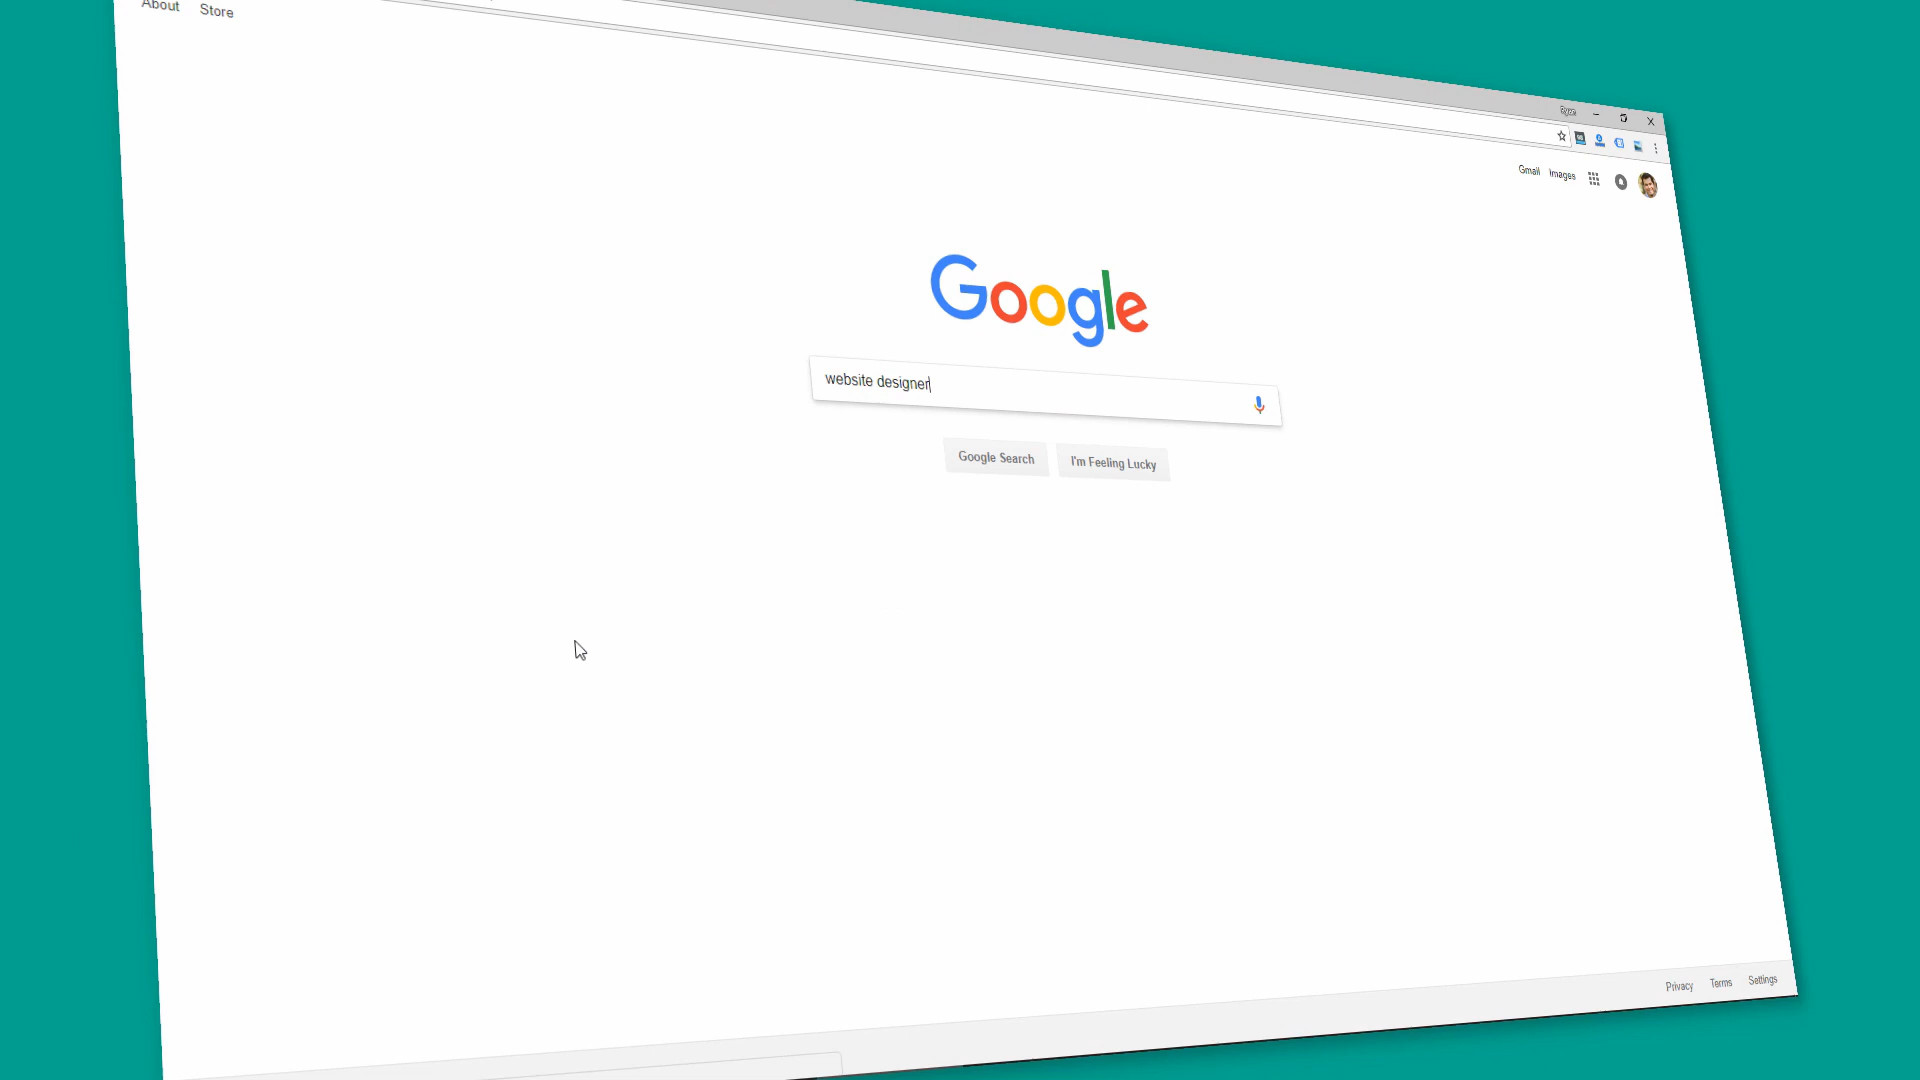 About Store
Gmail Images
Google
website designer
Google Search I'm Feeling Lucky
Privacy Terms Settings